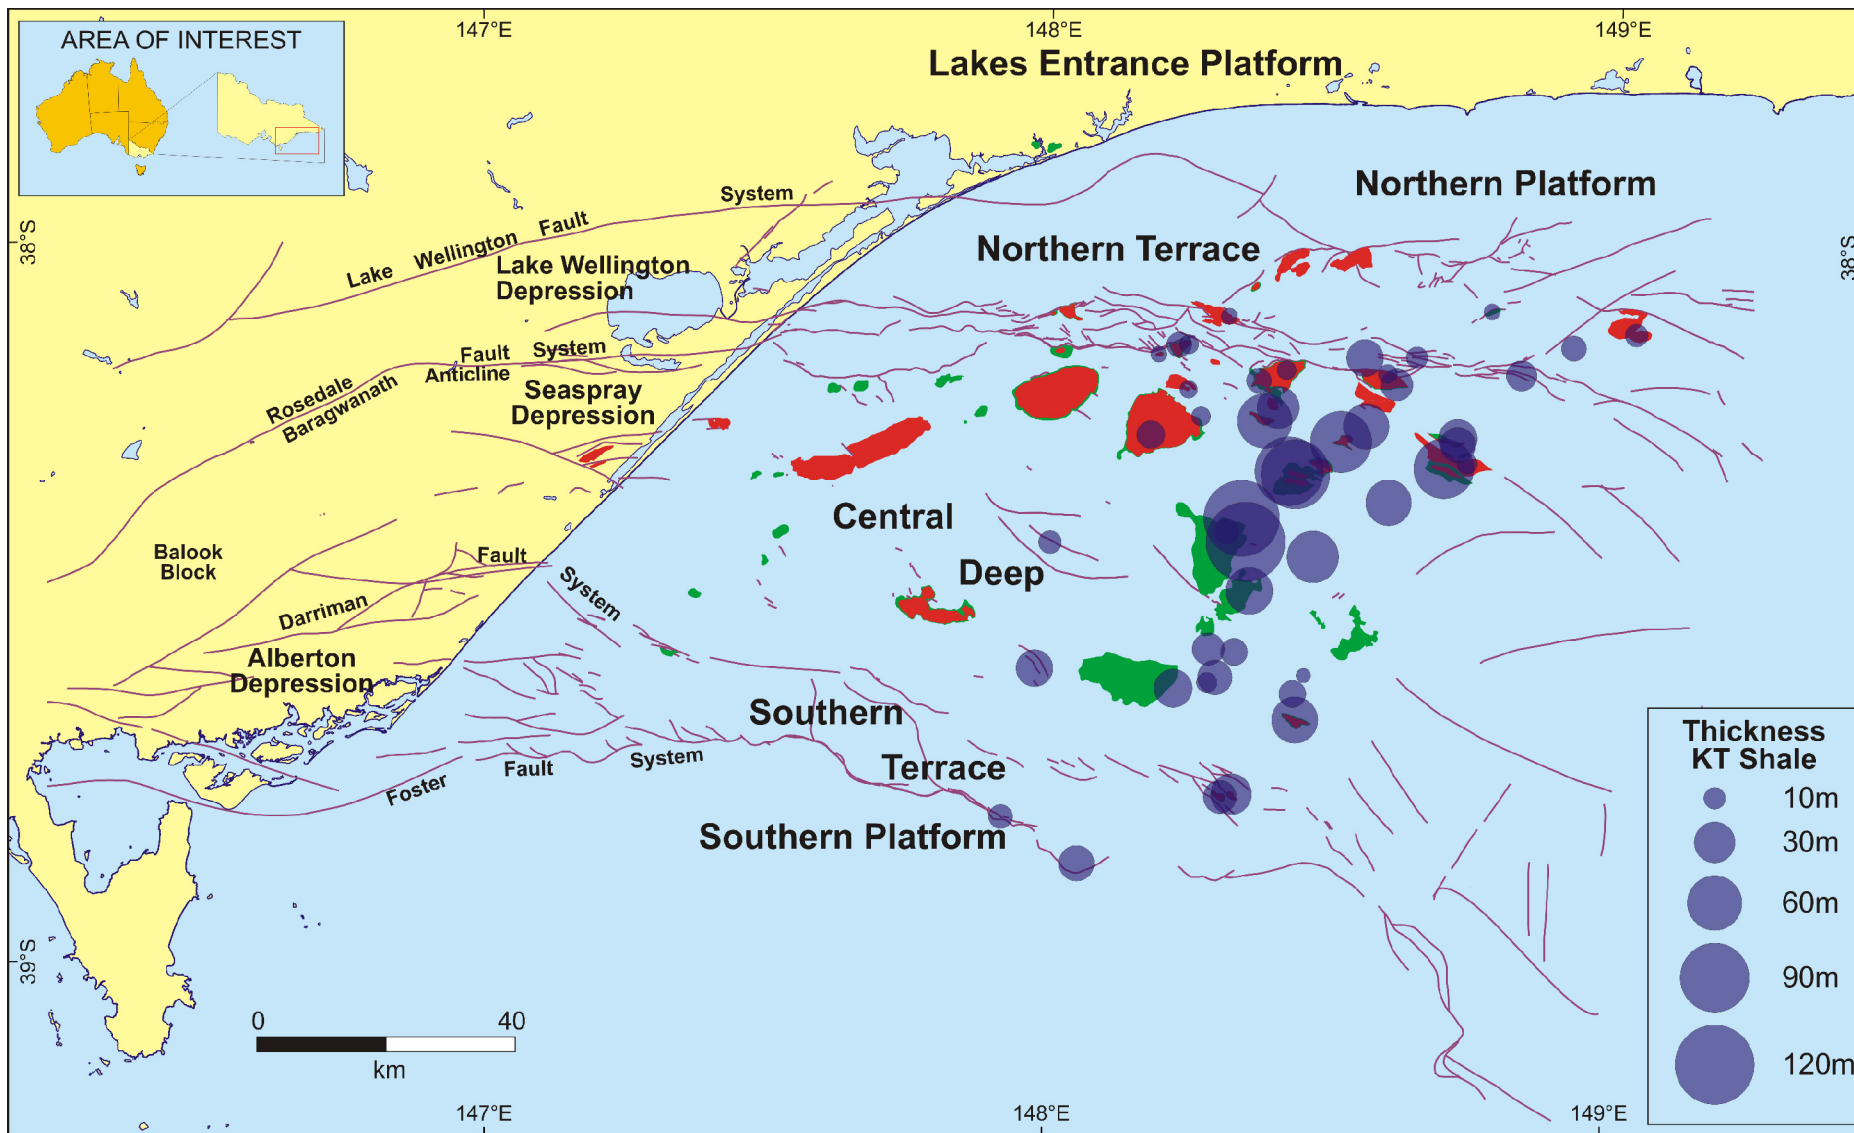 147°E
148°E
149°E
AREA OF INTEREST
Lakes Entrance Platform
Northern Platform
38°S
38°S
Lake Wellington Fault System
Northern Terrace
Lake Wellington
Depression
Rosedale Fault System
Baragwanath Anticline
Seaspray
Depression
Central
Deep
Balook
Block
Darriman Fault System
Alberton
Depression
Southern
Terrace
Foster Fault System
Southern Platform
Thickness
KT Shale
10m
30m
60m
90m
120m
39°S
0 40
km
147°E
148°E
149°E